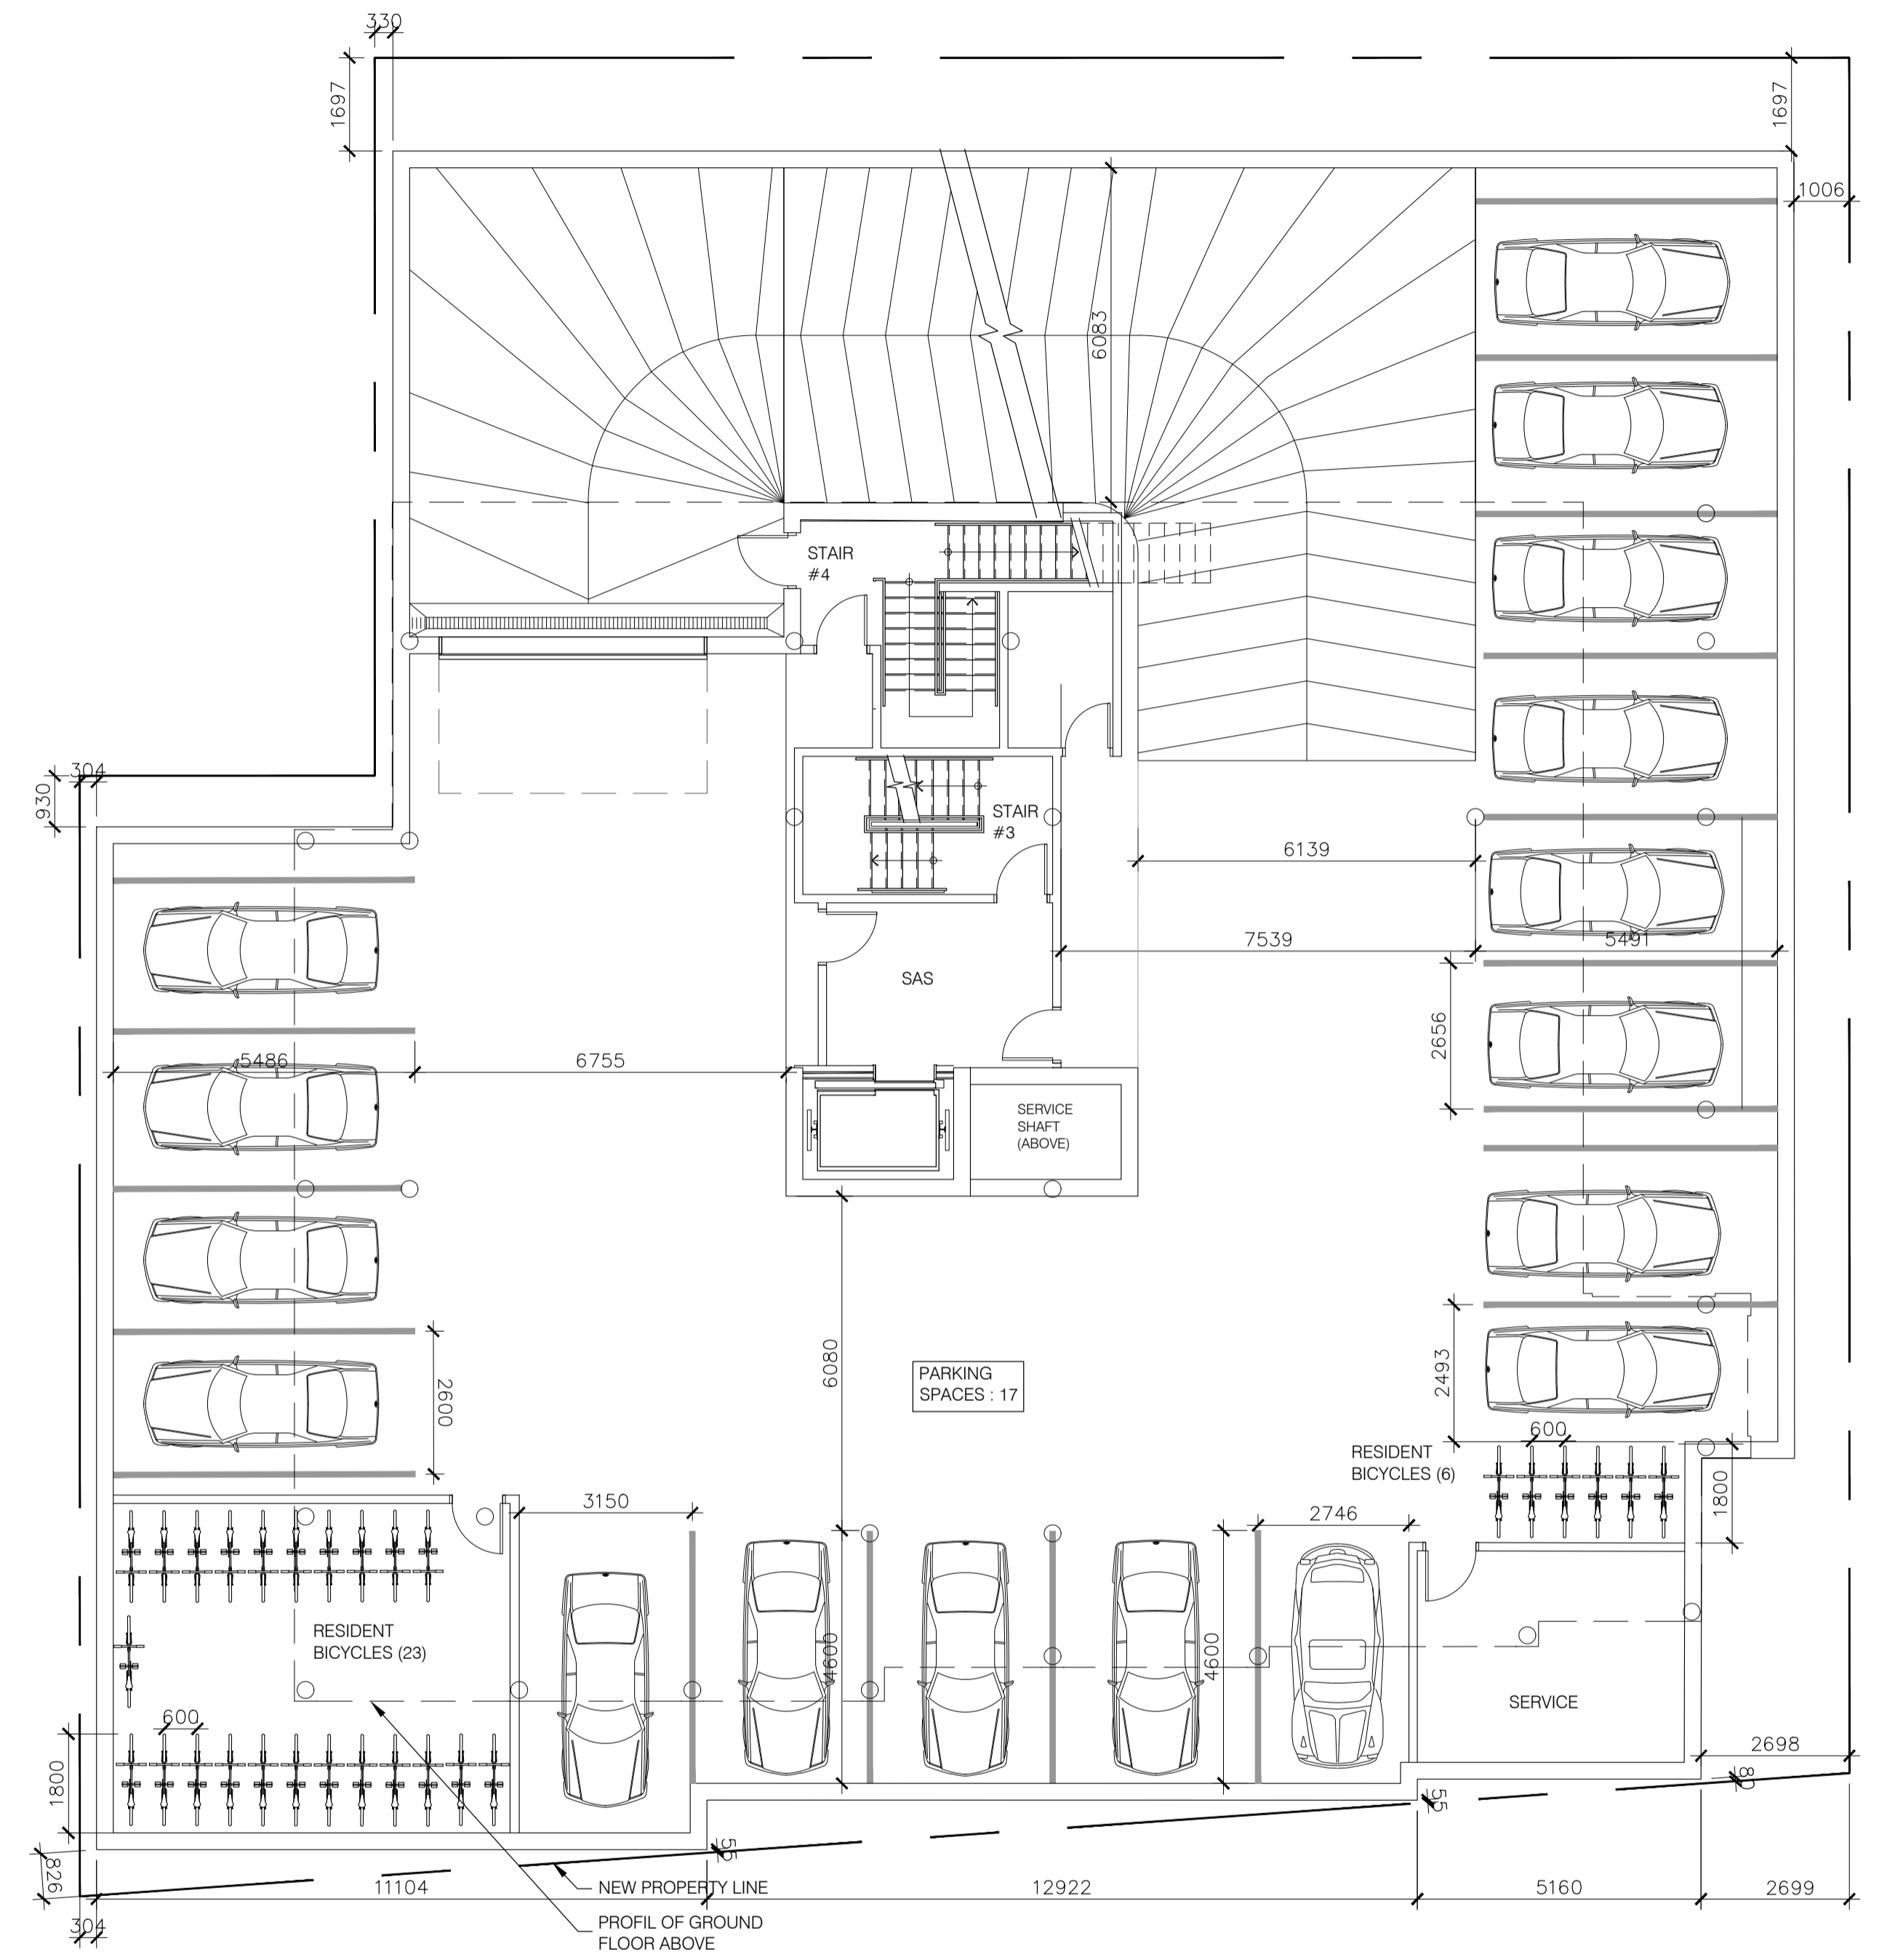 330
1697
1697
1006
6083
STAIR
#4
304
930
STAIR
#3
6139
7539
5491
SAS
2656
5486
6755
SERVICE
SHAFT
(ABOVE)
6080
PARKING
SPACES : 17
2493
2600
600
RESIDENT
BICYCLES (6)
1800
3150
2746
RESIDENT
BICYCLES (23)
4600
4600
SERVICE
600
1800
2698
80
55
55
826
11104
NEW PROPERTY LINE
12922
5160
2699
304
PROFIL OF GROUND
FLOOR ABOVE